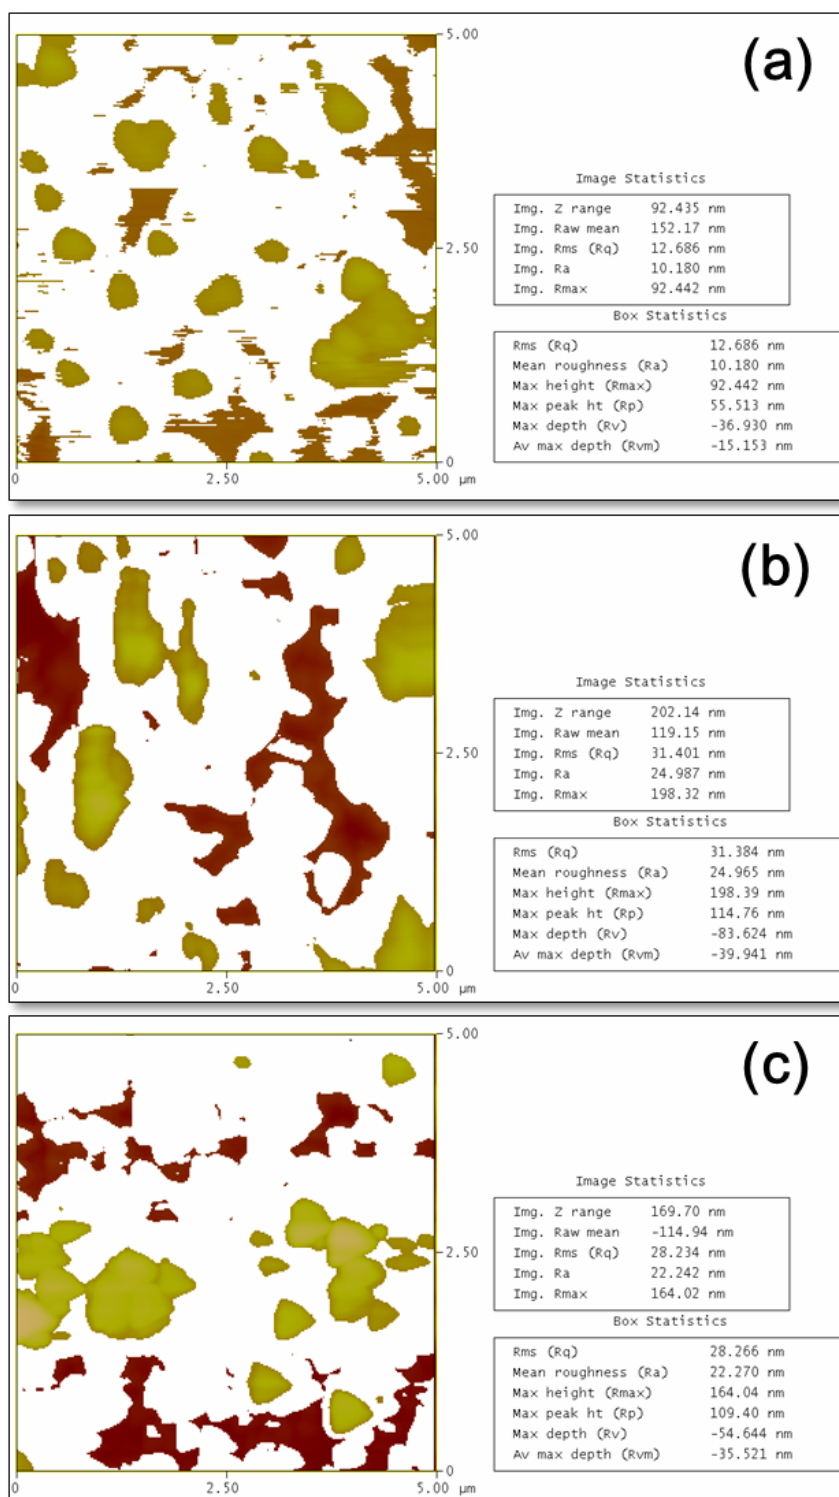 (a)
5.00
2.50
0
0 2.50 5.00 µm
Image Statistics
Img. Z range 92.435 nm
Img. Raw mean 152.17 nm
Img. Rms (Rq) 12.686 nm
Img. Ra 10.180 nm
Img. Rmax 92.442 nm
Box Statistics
Rms (Rq) 12.686 nm
Mean roughness (Ra) 10.180 nm
Max height (Rmax) 92.442 nm
Max peak ht (Rp) 55.513 nm
Max depth (Rv) -36.930 nm
Av max depth (Rvm) -15.153 nm
(b)
5.00
2.50
0
0 2.50 5.00 µm
Image Statistics
Img. Z range 202.14 nm
Img. Raw mean 119.15 nm
Img. Rms (Rq) 31.401 nm
Img. Ra 24.987 nm
Img. Rmax 198.32 nm
Box Statistics
Rms (Rq) 31.384 nm
Mean roughness (Ra) 24.965 nm
Max height (Rmax) 198.39 nm
Max peak ht (Rp) 114.76 nm
Max depth (Rv) -83.624 nm
Av max depth (Rvm) -39.941 nm
(c)
5.00
2.50
0
0 2.50 5.00 µm
Image Statistics
Img. Z range 169.70 nm
Img. Raw mean -114.94 nm
Img. Rms (Rq) 28.234 nm
Img. Ra 22.242 nm
Img. Rmax 164.02 nm
Box Statistics
Rms (Rq) 28.266 nm
Mean roughness (Ra) 22.270 nm
Max height (Rmax) 164.04 nm
Max peak ht (Rp) 109.40 nm
Max depth (Rv) -54.644 nm
Av max depth (Rvm) -35.521 nm